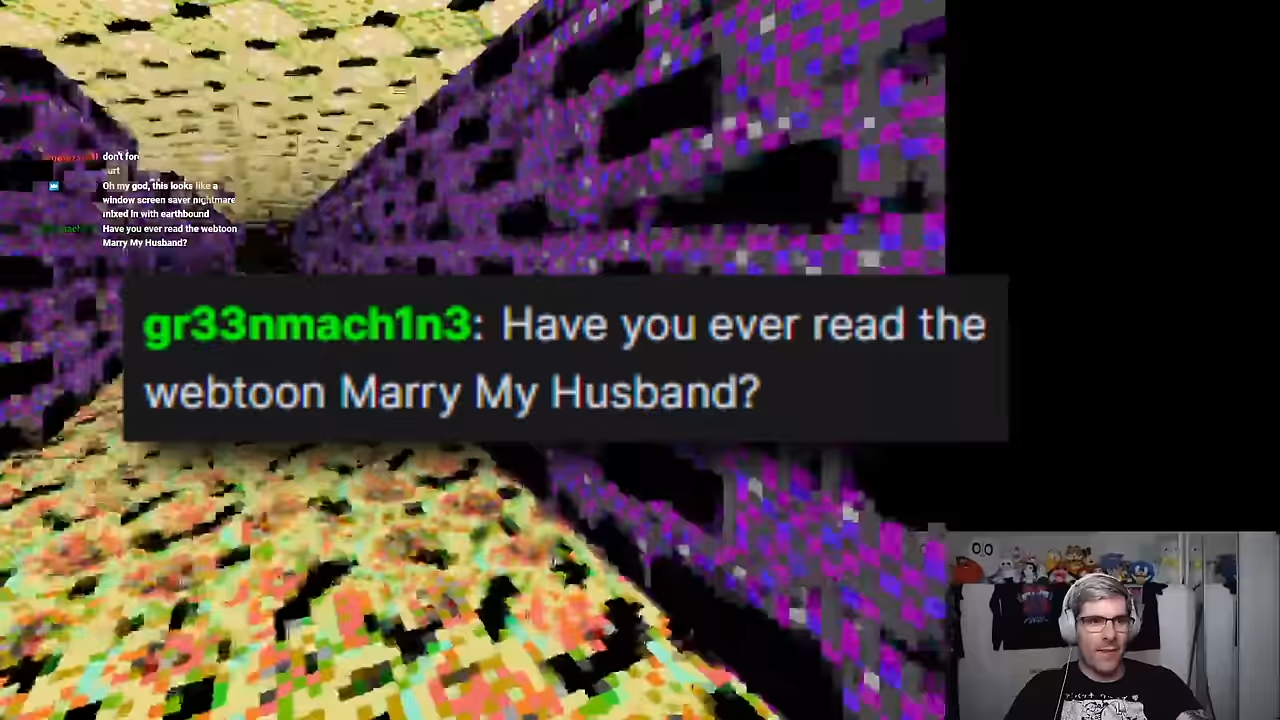 don't for
urt
Oh my god, this looks like a
window screen saver nightmare
mixed in with earthbound
Have you ever read the webtoon
Marry My Husband?
gr33nmach1n3: Have you ever read the
webtoon Marry My Husband?